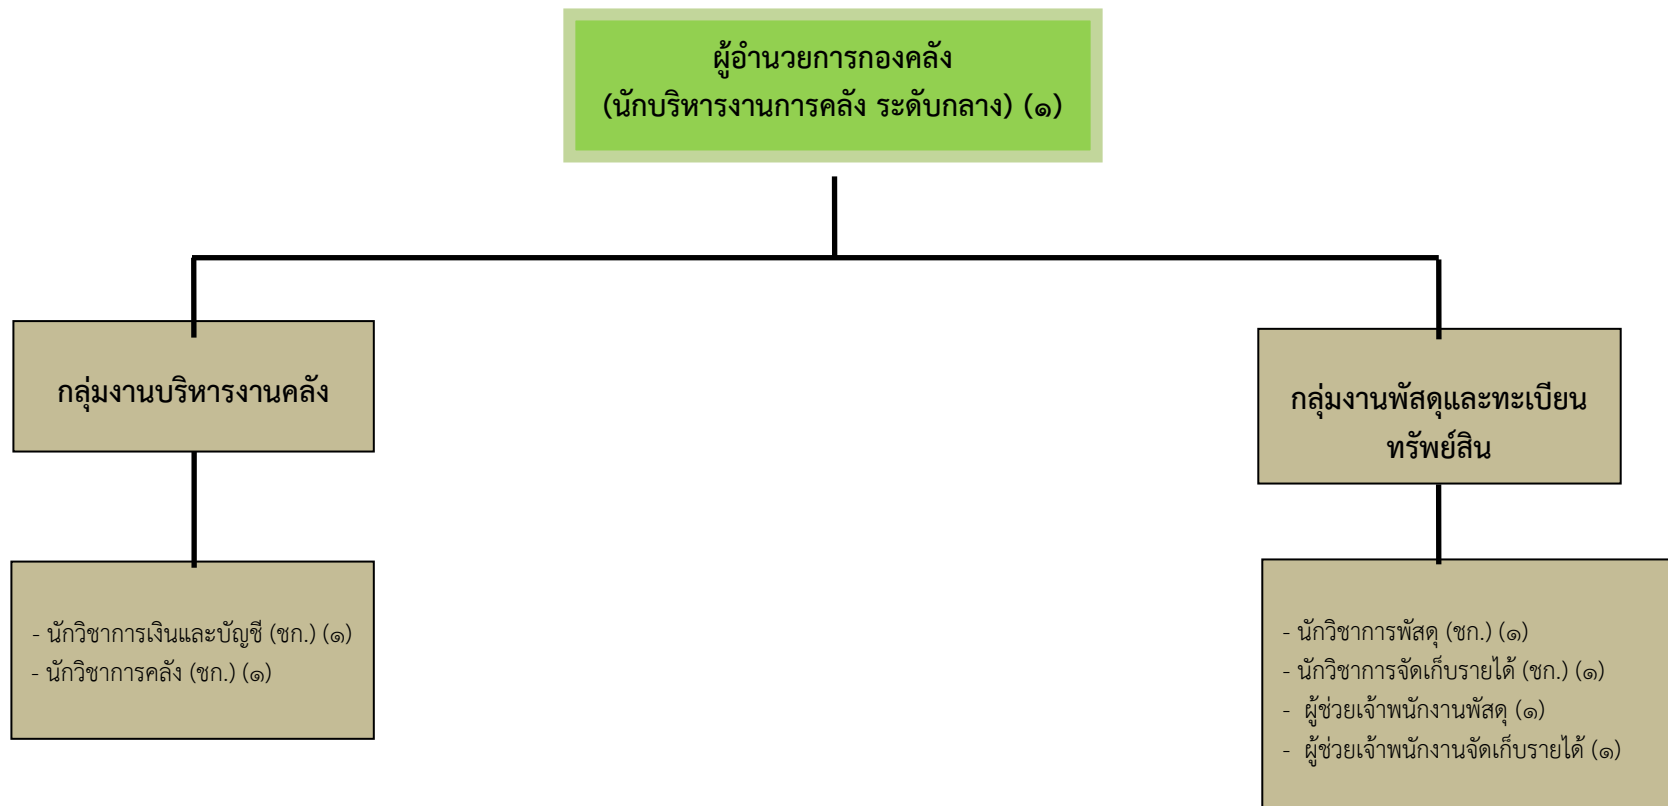 ผู้อำนวยการกองคลัง
(นักบริหารงานการคลัง ระดับกลาง) (๑)
กลุ่มงานบริหารงานคลัง
กลุ่มงานพัสดุและทะเบียน
ทรัพย์สิน
- นักวิชาการเงินและบัญชี (ชก.) (๑)
- นักวิชาการคลัง (ชก.) (๑)
- นักวิชาการพัสดุ (ชก.) (๑)
- นักวิชาการจัดเก็บรายได้ (ชก.) (๑)
- ผู้ช่วยเจ้าพนักงานพัสดุ (๑)
- ผู้ช่วยเจ้าพนักงานจัดเก็บรายได้ (๑)